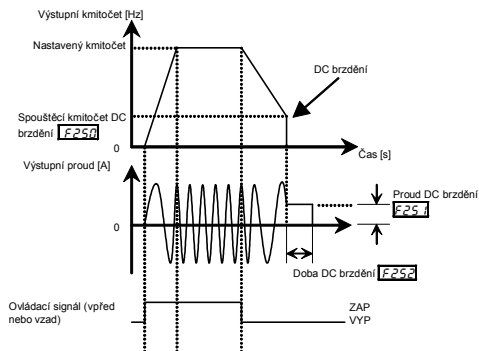 Výstupní kmitočet [Hz]
Nastavený kmitočet
DC brzdění
Spouštěcí kmitočet DC
brzdění F250
0
Čas [s]
Výstupní proud [A]
Proud DC brzdění
F251
0
Doba DC brzdění F252
Ovládací signál (vpřed
nebo vzad)
ZAP
VYP